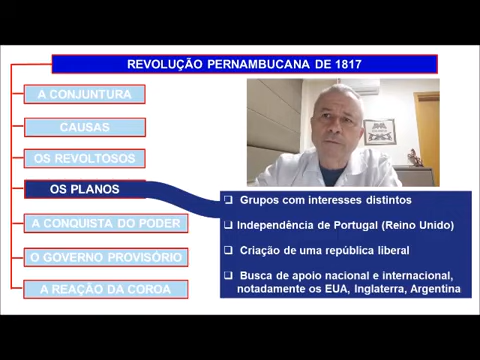 REVOLUÇÃO PERNAMBUCANA DE 1817
A CONJUNTURA
CAUSAS
OS REVOLTOSOS
OS PLANOS
A CONQUISTA DO PODER
O GOVERNO PROVISÓRIO
A REAÇÃO DA COROA
Grupos com interesses distintos
Independência de Portugal (Reino Unido)
Criação de uma república liberal
Busca de apoio nacional e internacional,
notadamente os EUA, Inglaterra, Argentina